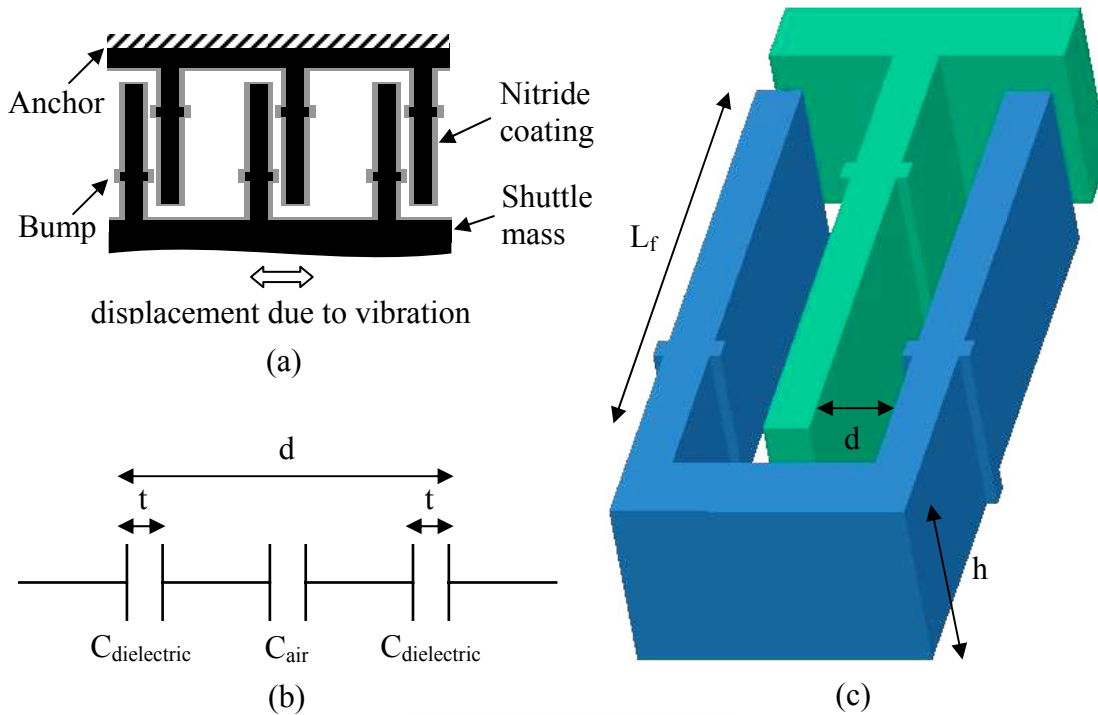 Anchor
Nitride
coating
Bump
Shuttle
mass
displacement due to vibration
(a)
d
t
t
C_dielectric
C_air
C_dielectric
(b)
L_f
d
h
(c)